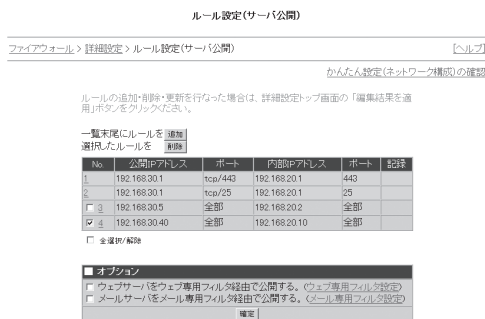 ルール設定(サーバ公開)
ファイアウォール > 詳細設定 > ルール設定(サーバ公開) [ヘルプ]
かんたん設定(ネットワーク構成)の確認
ルールの追加・削除・更新を行なった場合は、詳細設定トップ画面の「編集結果を適
用」ボタンをクリックください。
一覧末尾にルールを 追加
選択したルールを 削除
No. 公開IPアドレス ポート 内部IPアドレス ポート 記録
1 192.168.30.1 tcp/443 192.168.20.1 443
2 192.168.30.1 tcp/25 192.168.20.1 25
3 192.168.30.5 全部 192.168.20.2 全部
4 192.168.30.40 全部 192.168.20.10 全部
全選択/解除
オプション
ウェブサーバをウェブ専用フィルタ経由で公開する。(ウェブ専用フィルタ設定)
メールサーバをメール専用フィルタ経由で公開する。(メール専用フィルタ設定)
確定